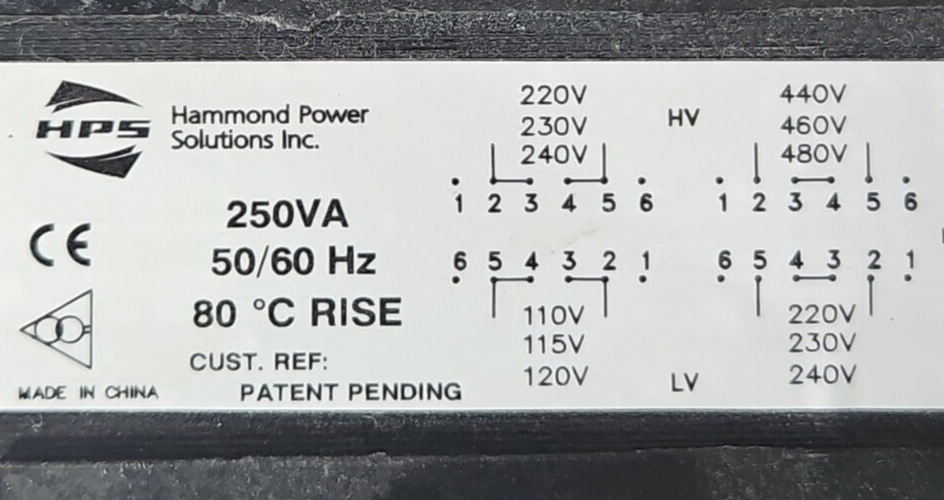 HPS
Hammond Power
Solutions Inc.
CE
250VA
50/60 Hz
80 °C RISE
CUST. REF:
PATENT PENDING
MADE IN CHINA
220V
230V
240V
HV
440V
460V
480V
1 2 3 4 5 6
1 2 3 4 5 6
6 5 4 3 2 1
6 5 4 3 2 1
110V
115V
120V
LV
220V
230V
240V